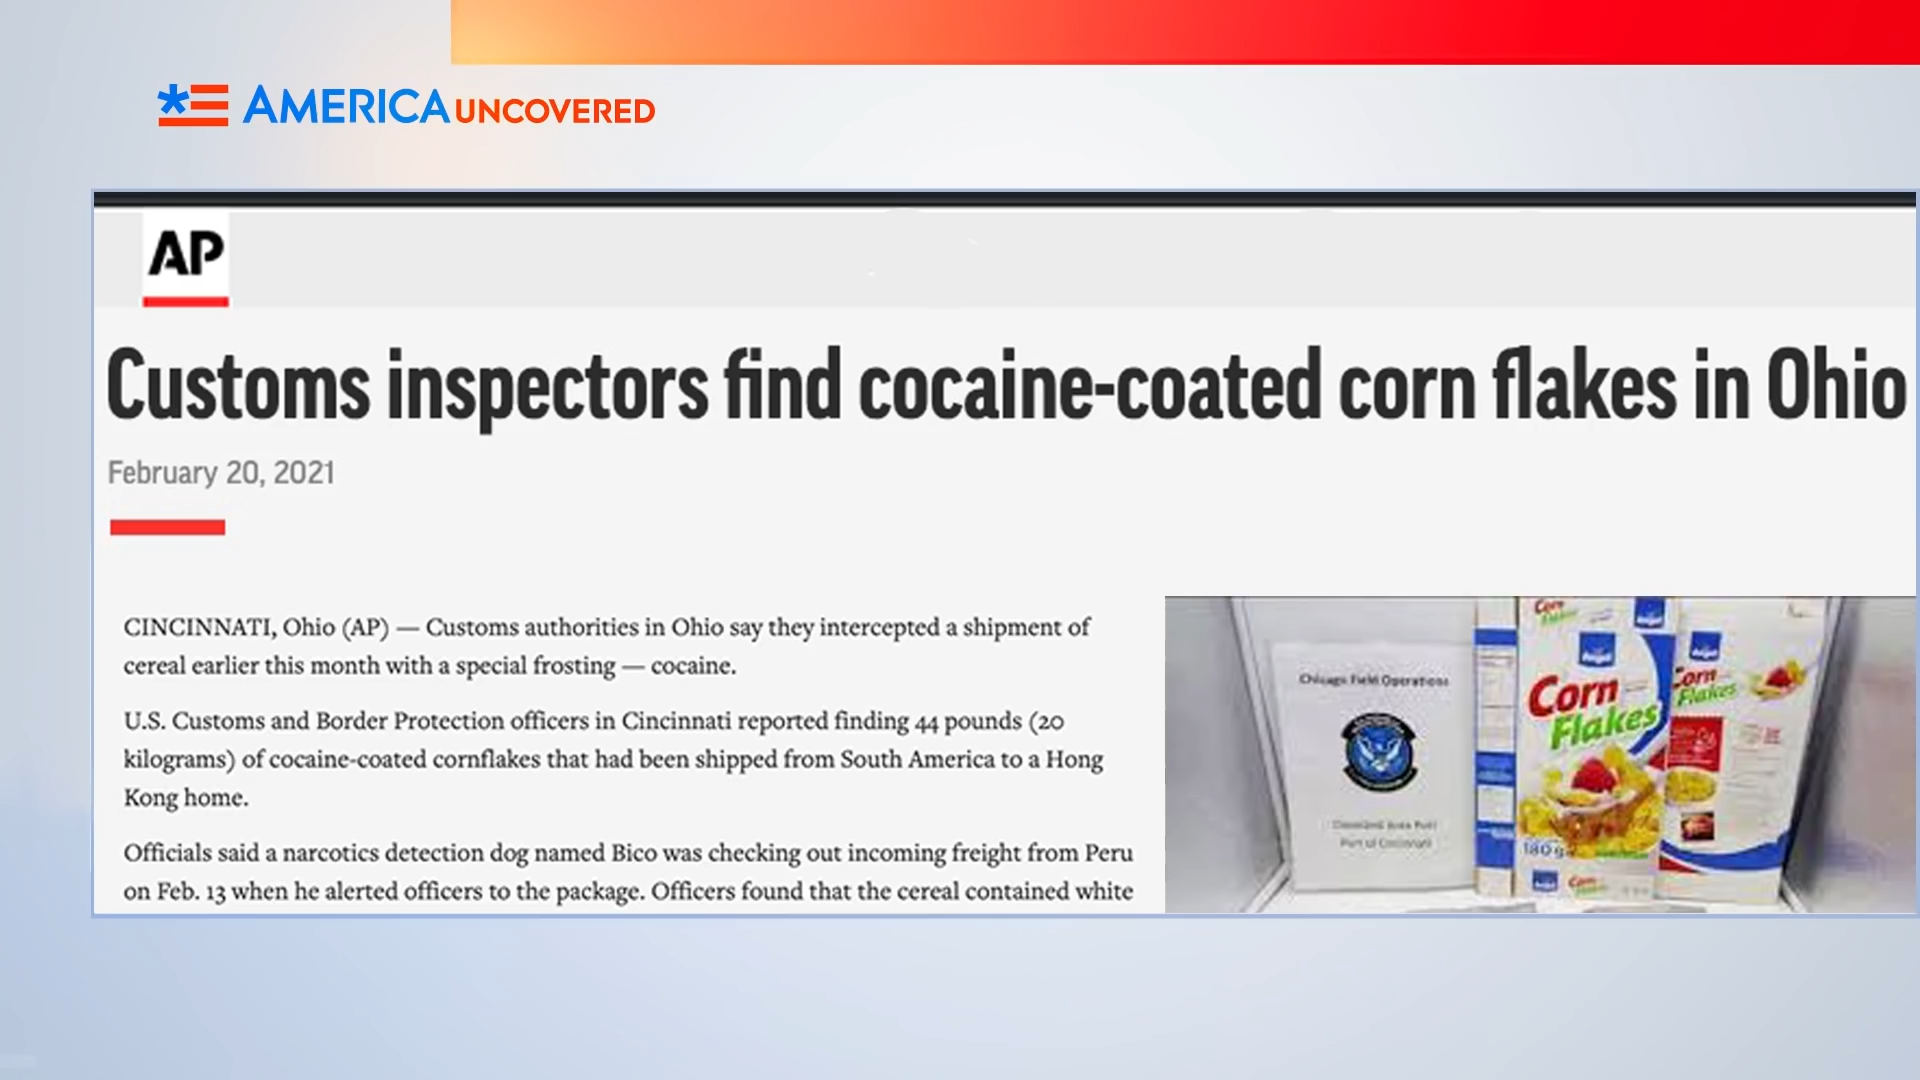 AMERICA UNCOVERED
AP
Customs inspectors find cocaine-coated corn flakes in Ohio
February 20, 2021
CINCINNATI, Ohio (AP) — Customs authorities in Ohio say they intercepted a shipment of
cereal earlier this month with a special frosting — cocaine.
U.S. Customs and Border Protection officers in Cincinnati reported finding 44 pounds (20
kilograms) of cocaine-coated cornflakes that had been shipped from South America to a Hong
Kong home.
Officials said a narcotics detection dog named Bico was checking out incoming freight from Peru
on Feb. 13 when he alerted officers to the package. Officers found that the cereal contained white
Chicago Field Operations
Port of Cincinnati
Corn
Flakes
180 g
Corn
Flakes